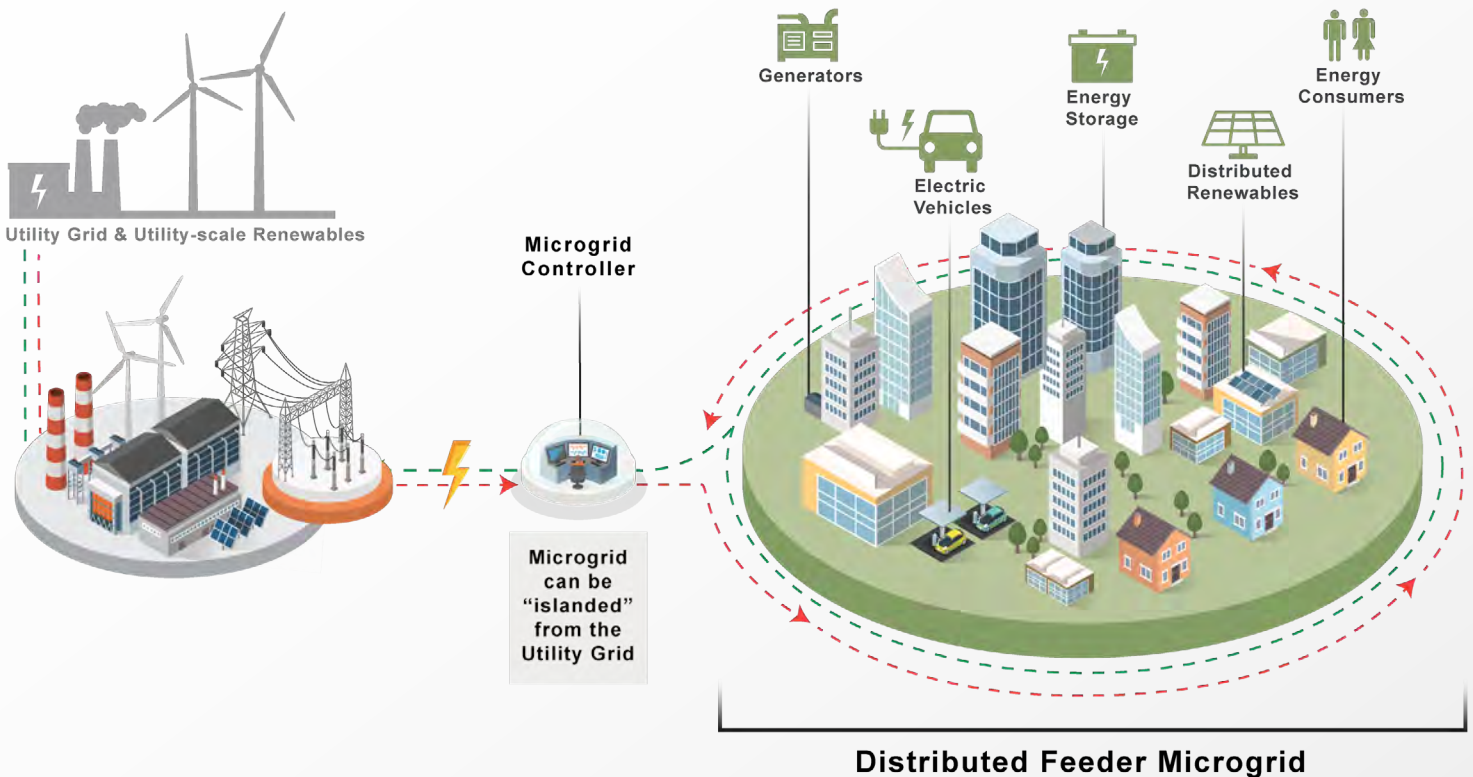 Utility Grid & Utility-scale Renewables
Microgrid
Controller
Microgrid
can be
“islanded”
from the
Utility Grid
Generators
Electric
Vehicles
Energy
Storage
Distributed
Renewables
Energy
Consumers
Distributed Feeder Microgrid